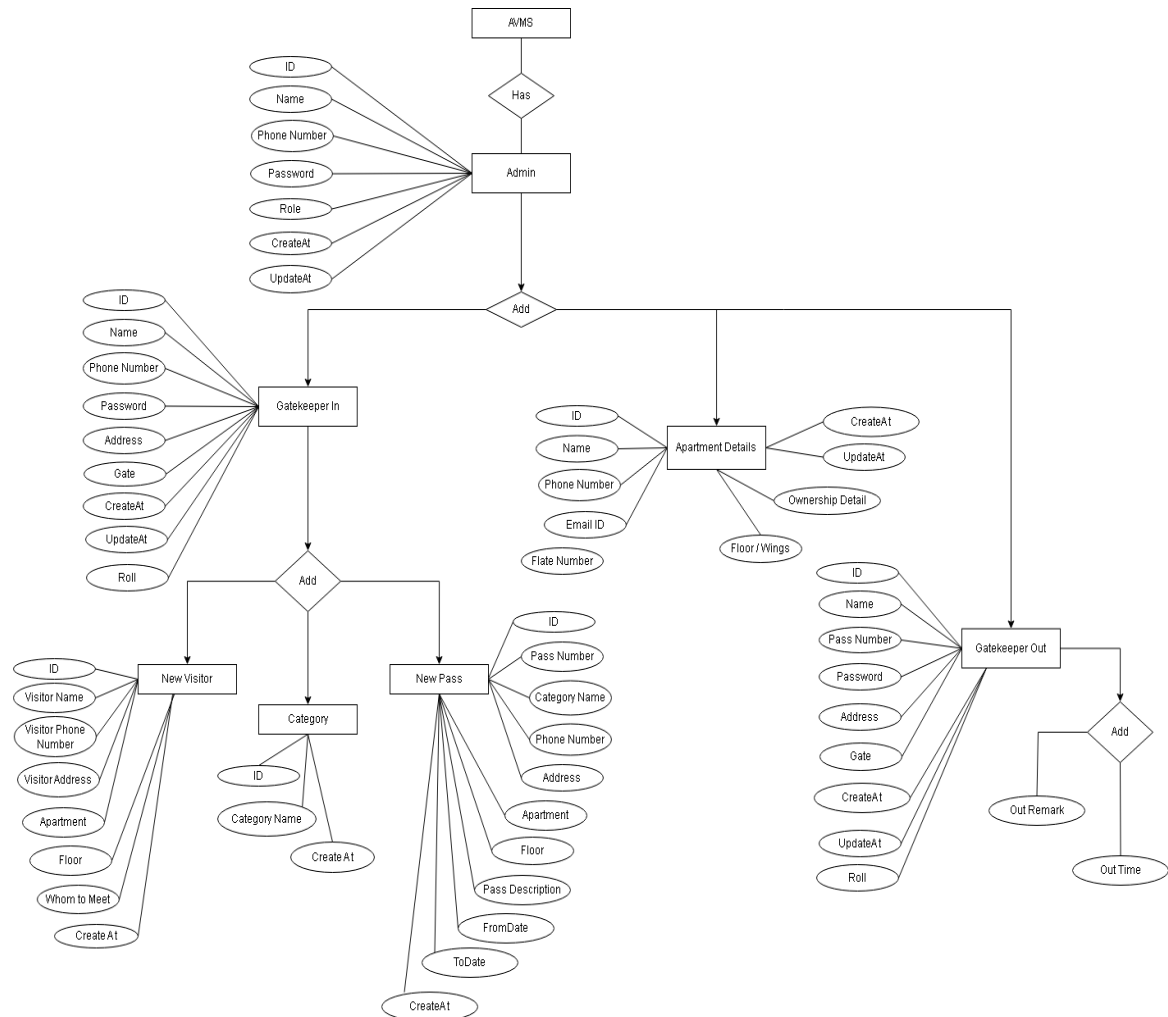 AVMS
Has
Admin
ID
Name
Phone Number
Password
Role
CreateAt
UpdateAt
Add
Gatekeeper In
ID
Name
Phone Number
Password
Address
Gate
CreateAt
UpdateAt
Roll
Apartment Details
ID
Name
Phone Number
Email ID
Flate Number
CreateAt
UpdateAt
Ownership Detail
Floor / Wings
Add
New Visitor
ID
Visitor Name
Visitor Phone
Number
Visitor Address
Apartment
Floor
Whom to Meet
Create At
Category
ID
Category Name
Create At
New Pass
ID
Pass Number
Category Name
Phone Number
Address
Apartment
Floor
Pass Description
FromDate
ToDate
CreateAt
Gatekeeper Out
ID
Name
Pass Number
Password
Address
Gate
CreateAt
UpdateAt
Roll
Add
Out Remark
Out Time